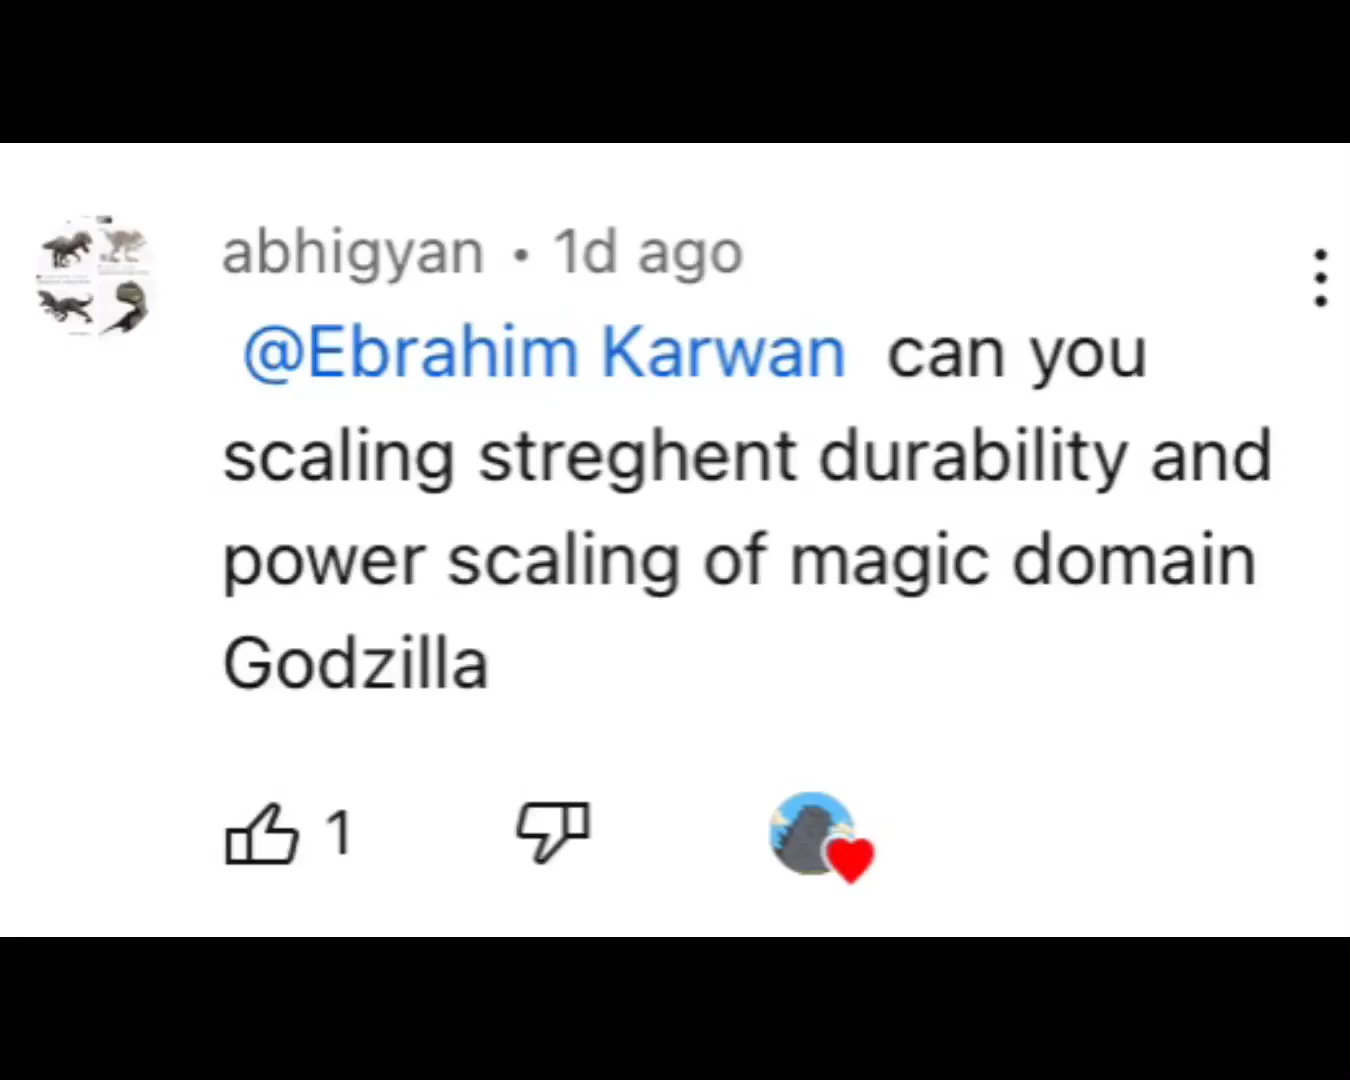 abhigyan • 1d ago
@Ebrahim Karwan can you
scaling streghent durability and
power scaling of magic domain
Godzilla
1